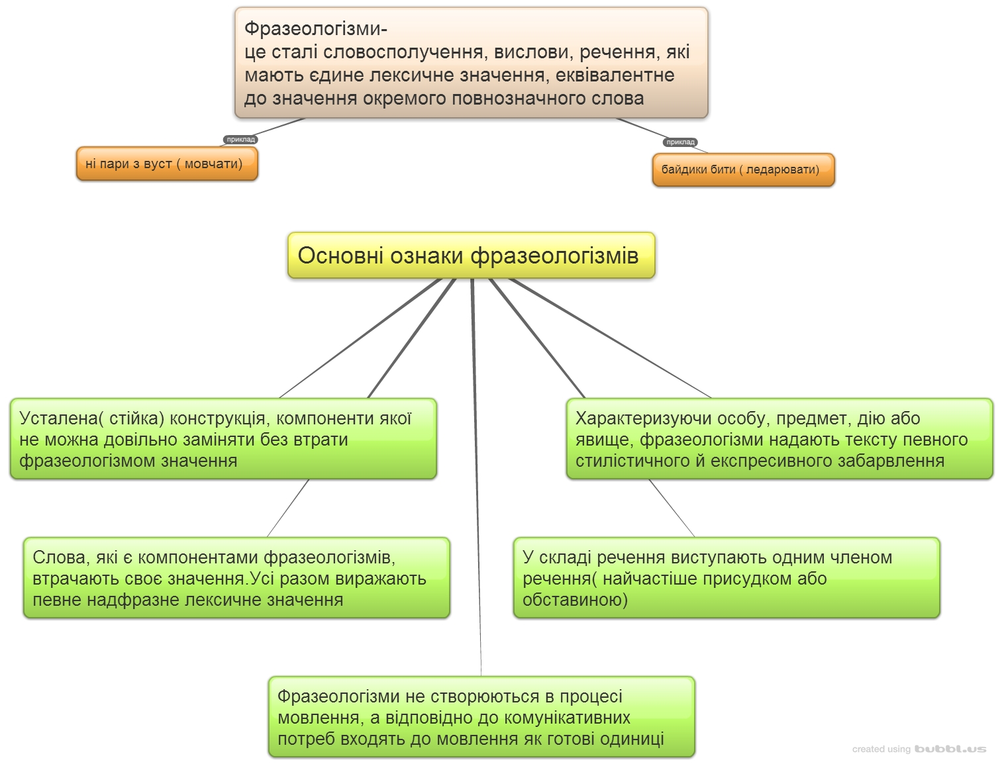 Фразеологізми-
це сталі словосполучення, вислови, речення, які
мають єдине лексичне значення, еквівалентне
до значення окремого повнозначного слова
приклад
приклад
ні пари з вуст ( мовчати)
байдики бити ( ледарювати)
Основні ознаки фразеологізмів
Усталена( стійка) конструкція, компоненти якої
не можна довільно заміняти без втрати
фразеологізмом значення
Характеризуючи особу, предмет, дію або
явище, фразеологізми надають тексту певного
стилістичного й експресивного забарвлення
Слова, які є компонентами фразеологізмів,
втрачають своє значення.Усі разом виражають
певне надфразне лексичне значення
У складі речення виступають одним членом
речення( найчастіше присудком або
обставиною)
Фразеологізми не створюються в процесі
мовлення, а відповідно до комунікативних
потреб входять до мовлення як готові одиниці
created using bubbl.us